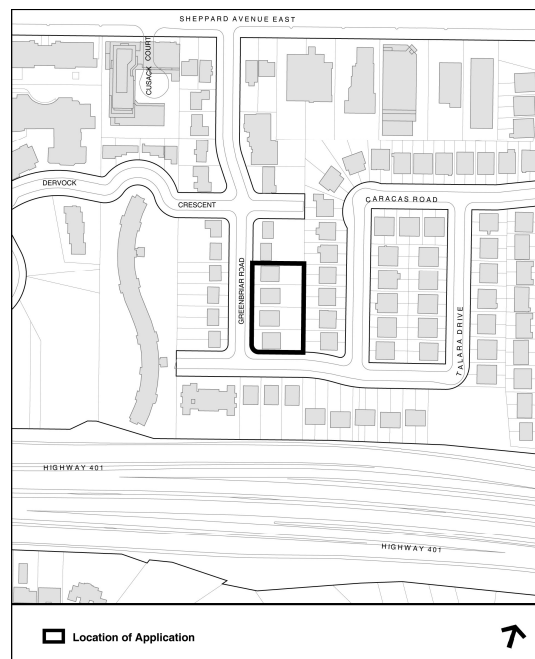 SHEPPARD AVENUE EAST
CUSACK COURT
DERVOCK
CRESCENT
CARACAS ROAD
GREENBRIAR ROAD
TALARA DRIVE
HIGHWAY 401
HIGHWAY 401
Location of Application